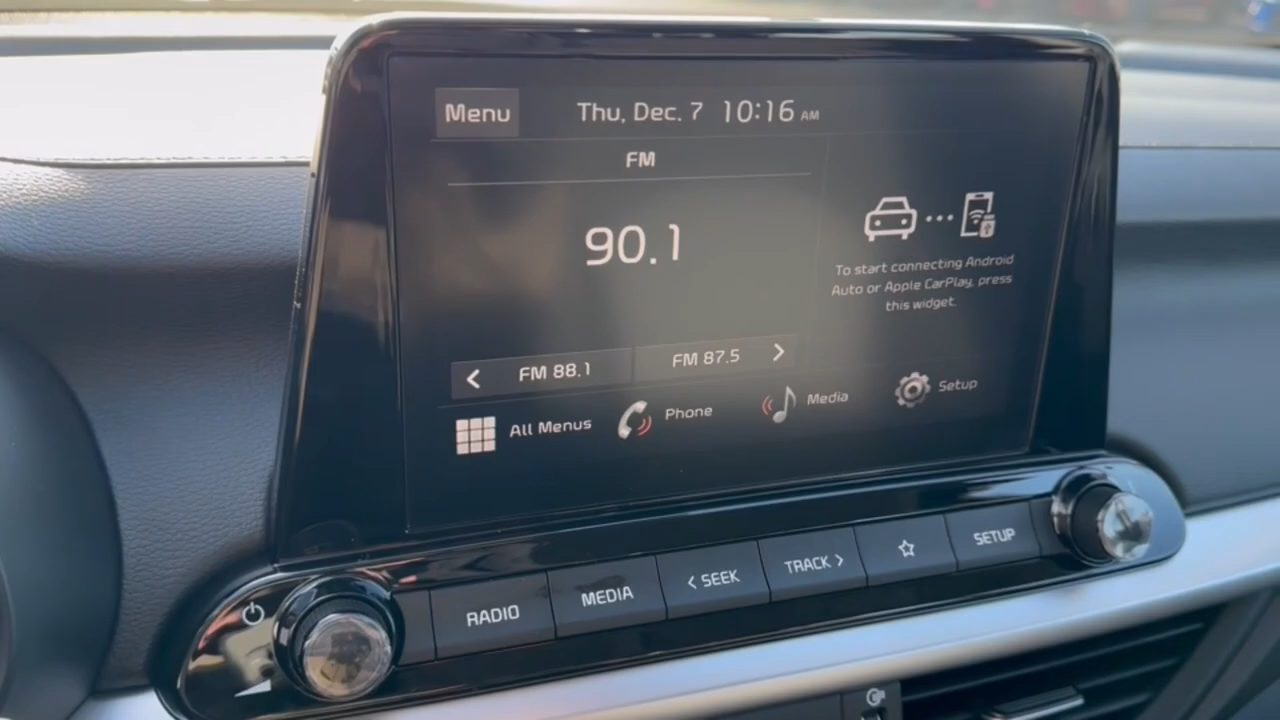 Menu
Thu, Dec. 7 10:16 AM
FM
90.1
To start connecting Android
Auto or Apple CarPlay, press
this widget.
< FM 88.1
FM 87.5 >
All Menus
Phone
Media
Setup
RADIO
MEDIA
< SEEK
TRACK >
☆
SETUP